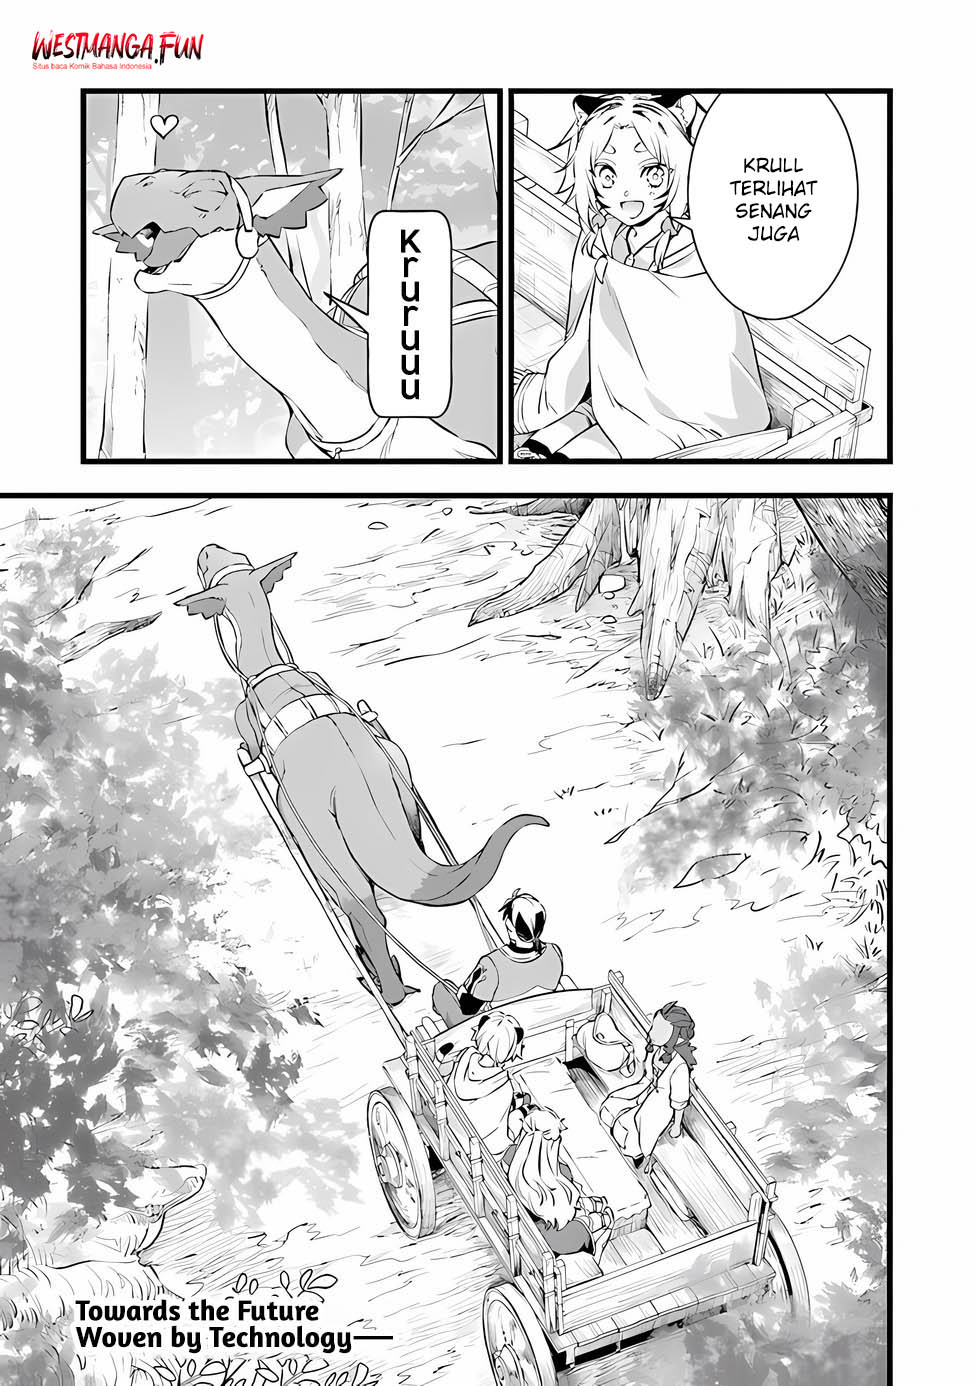 WESTMANGA.FUN
Situs baca Komik Bahasa Indonesia
KRULL
TERLIHAT
SENANG
JUGA
Kruruuu
Towards the Future
Woven by Technology——